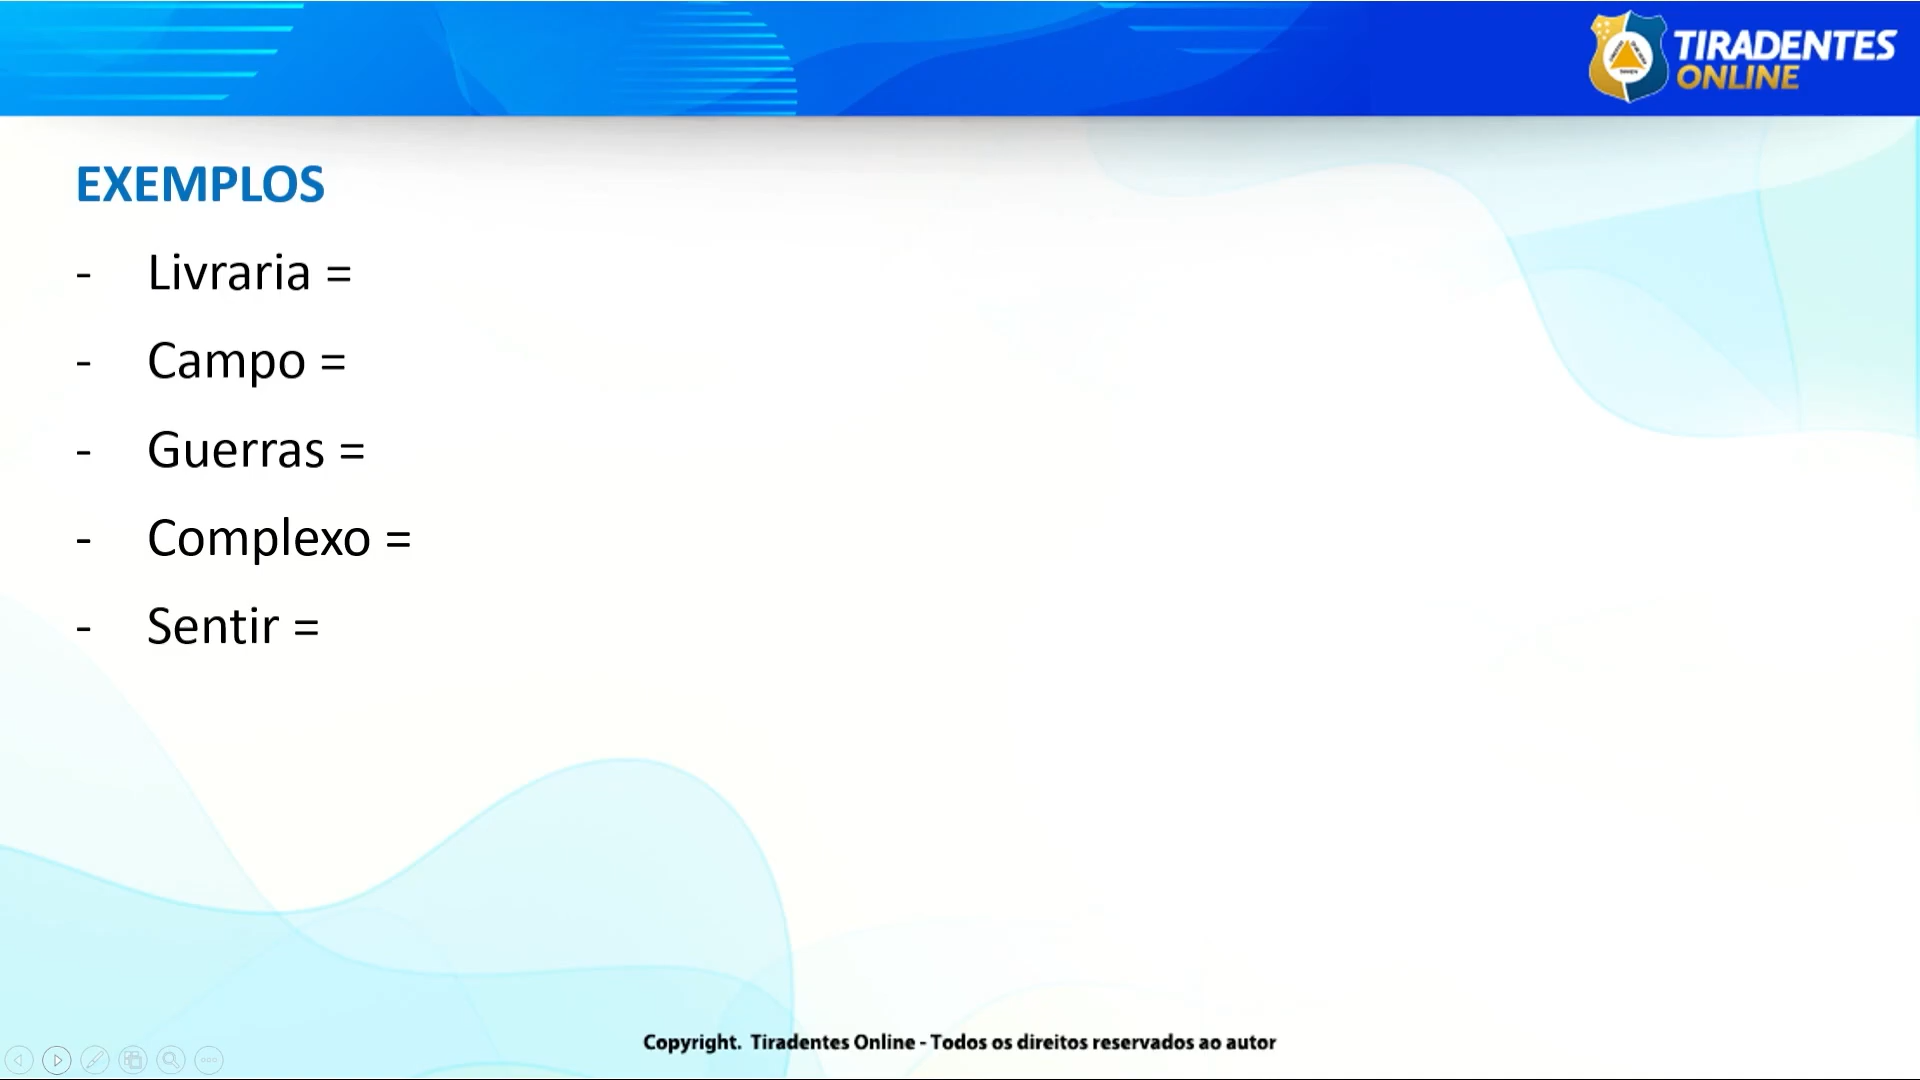 TIRADENTES
ONLINE
EXEMPLOS
- Livraria =
- Campo =
- Guerras =
- Complexo =
- Sentir =
Copyright. Tiradentes Online - Todos os direitos reservados ao autor